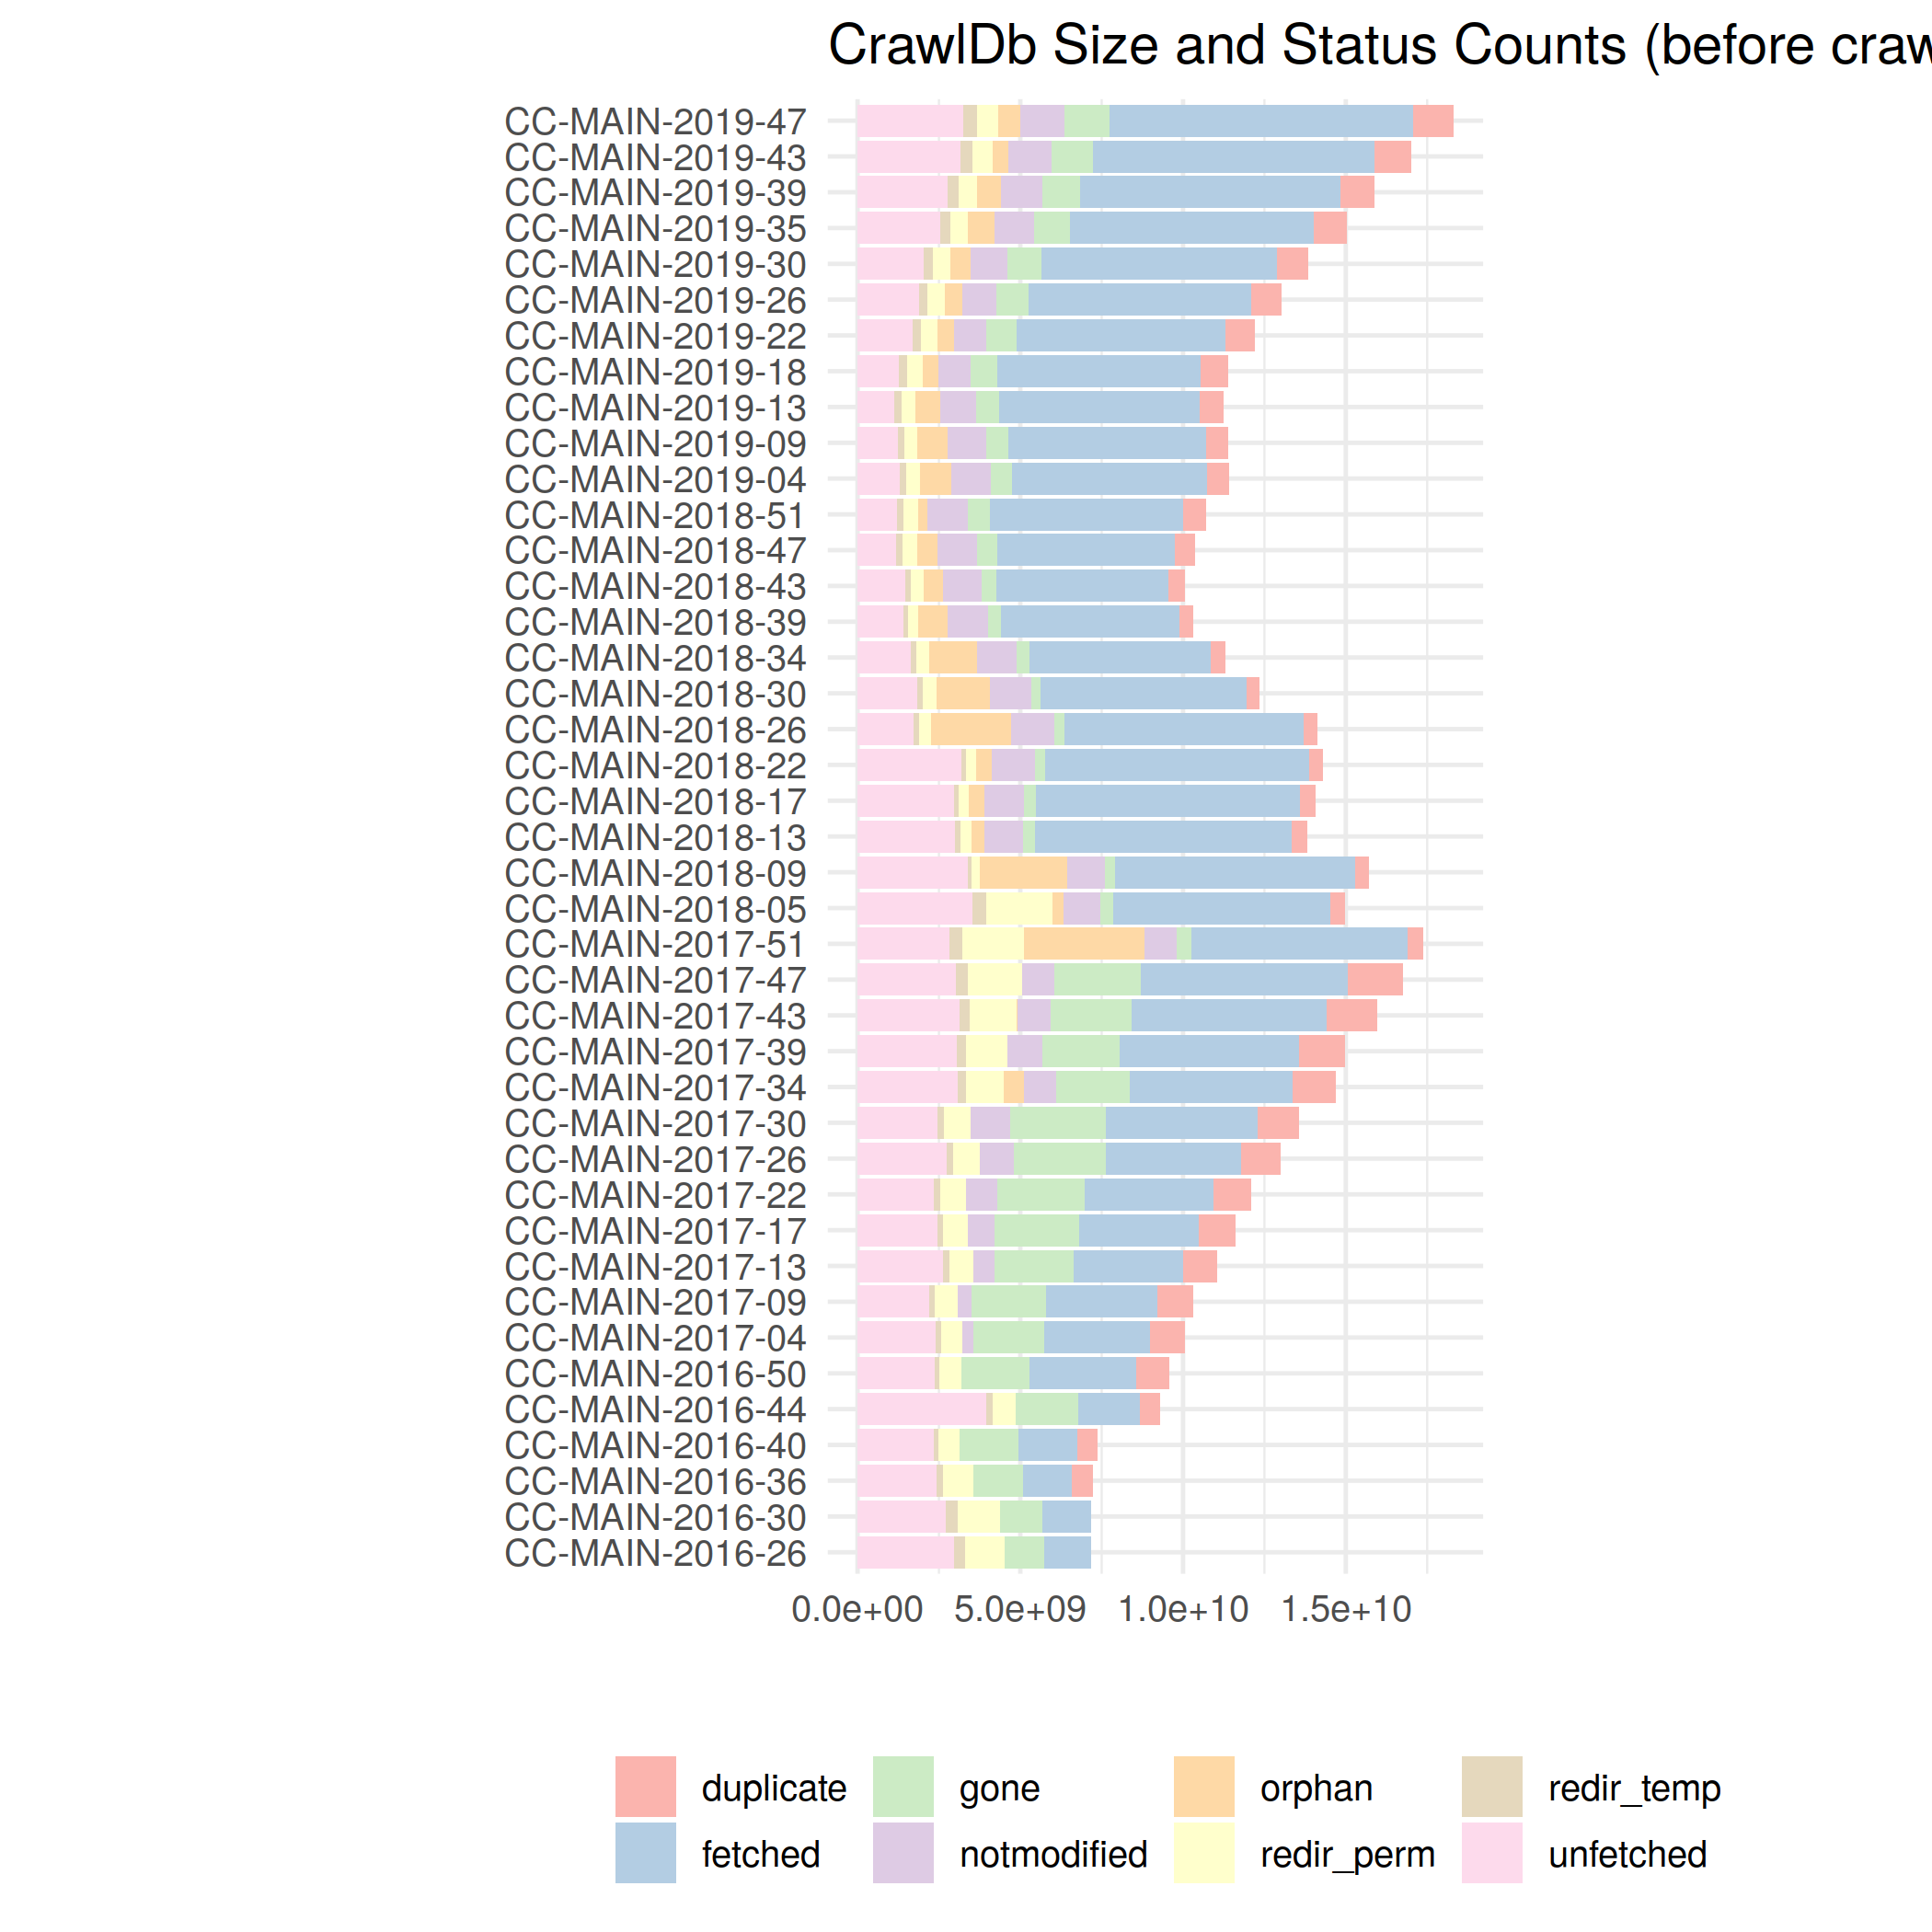 CrawlDb Size and Status Counts (before craw
CC-MAIN-2019-47
CC-MAIN-2019-43
CC-MAIN-2019-39
CC-MAIN-2019-35
CC-MAIN-2019-30
CC-MAIN-2019-26
CC-MAIN-2019-22
CC-MAIN-2019-18
CC-MAIN-2019-13
CC-MAIN-2019-09
CC-MAIN-2019-04
CC-MAIN-2018-51
CC-MAIN-2018-47
CC-MAIN-2018-43
CC-MAIN-2018-39
CC-MAIN-2018-34
CC-MAIN-2018-30
CC-MAIN-2018-26
CC-MAIN-2018-22
CC-MAIN-2018-17
CC-MAIN-2018-13
CC-MAIN-2018-09
CC-MAIN-2018-05
CC-MAIN-2017-51
CC-MAIN-2017-47
CC-MAIN-2017-43
CC-MAIN-2017-39
CC-MAIN-2017-34
CC-MAIN-2017-30
CC-MAIN-2017-26
CC-MAIN-2017-22
CC-MAIN-2017-17
CC-MAIN-2017-13
CC-MAIN-2017-09
CC-MAIN-2017-04
CC-MAIN-2016-50
CC-MAIN-2016-44
CC-MAIN-2016-40
CC-MAIN-2016-36
CC-MAIN-2016-30
CC-MAIN-2016-26
0.0e+00 5.0e+09 1.0e+10 1.5e+10
duplicate gone orphan redir_temp
fetched notmodified redir_perm unfetched